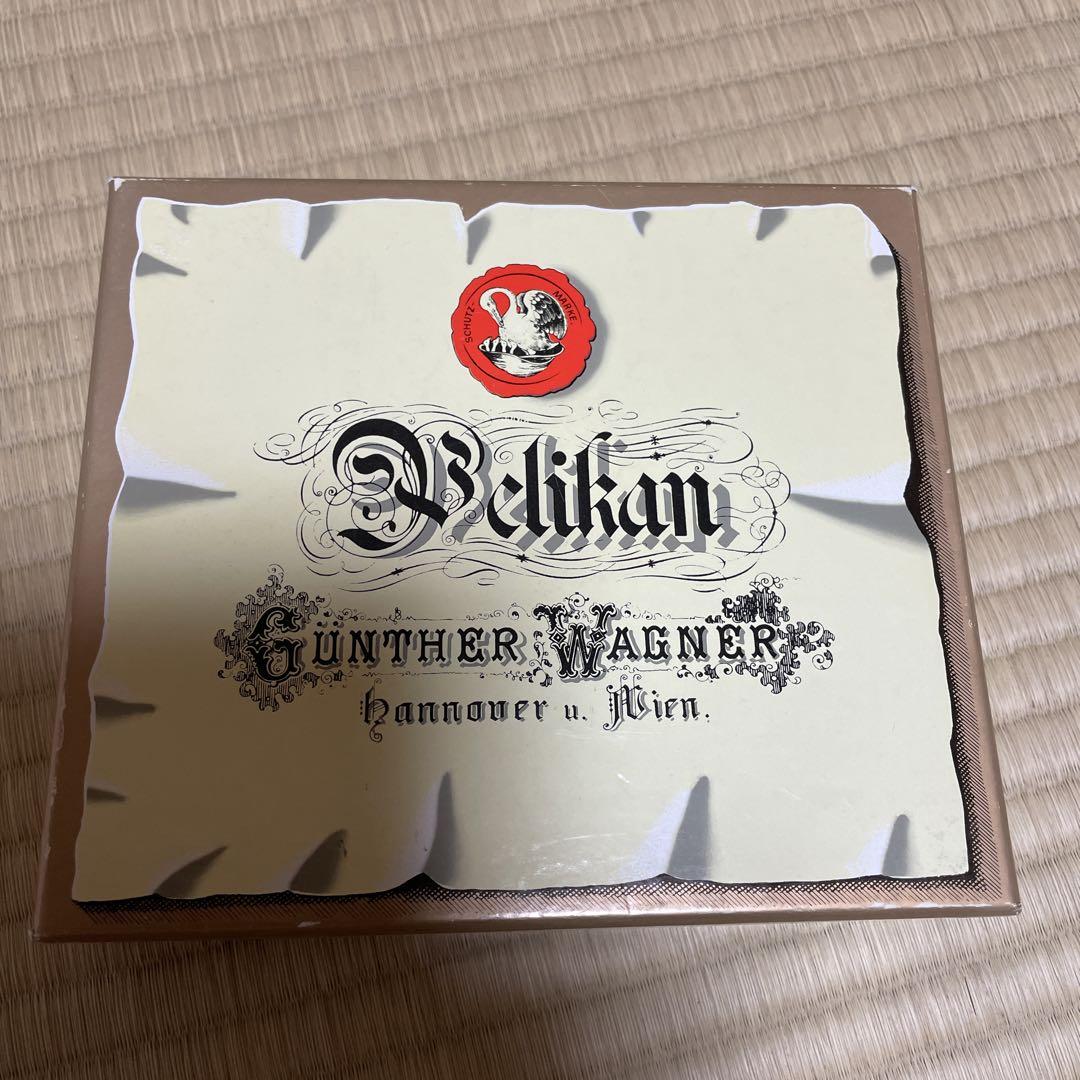 SCHUTZ- MARKE.
Pelikan
GÜNTHER WAGNER
Hannover u. Wien.